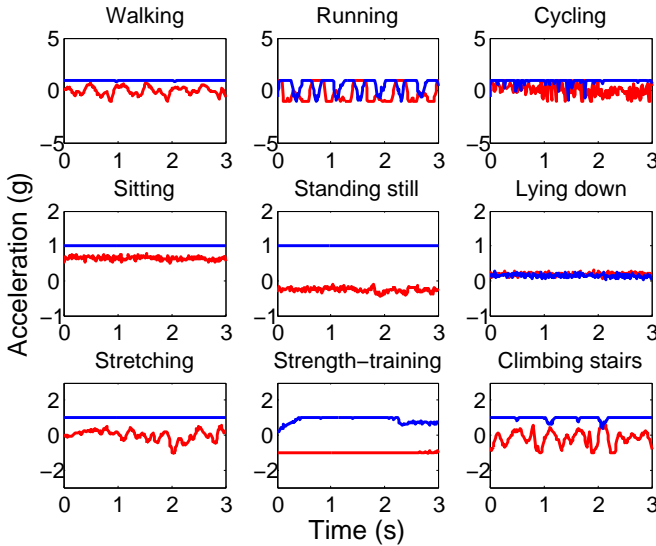 Walking Running Cycling
5 5 5
0 0 0
−5 −5 −5
0 1 2 3 0 1 2 3 0 1 2 3
Sitting Standing still Lying down
2 2 2
1 1 1
0 0 0
−1 −1 −1
0 1 2 3 0 1 2 3 0 1 2 3
Stretching Strength−training Climbing stairs
2 2 2
0 0 0
−2 −2 −2
0 1 2 3 0 1 2 3 0 1 2 3
Acceleration (g)
Time (s)